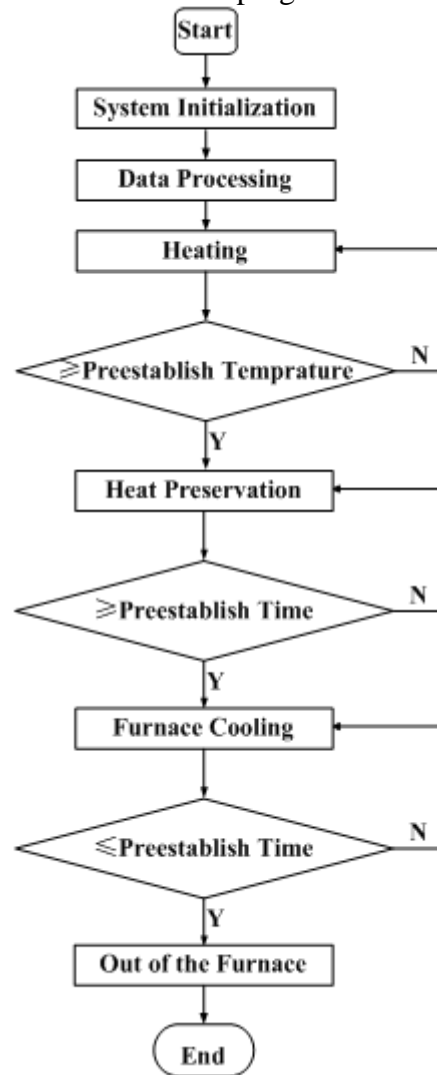 Start
System Initialization
Data Processing
Heating
⩾Preestablish Temprature
N
Y
Heat Preservation
⩾Preestablish Time
N
Y
Furnace Cooling
⩽Preestablish Time
N
Y
Out of the Furnace
End